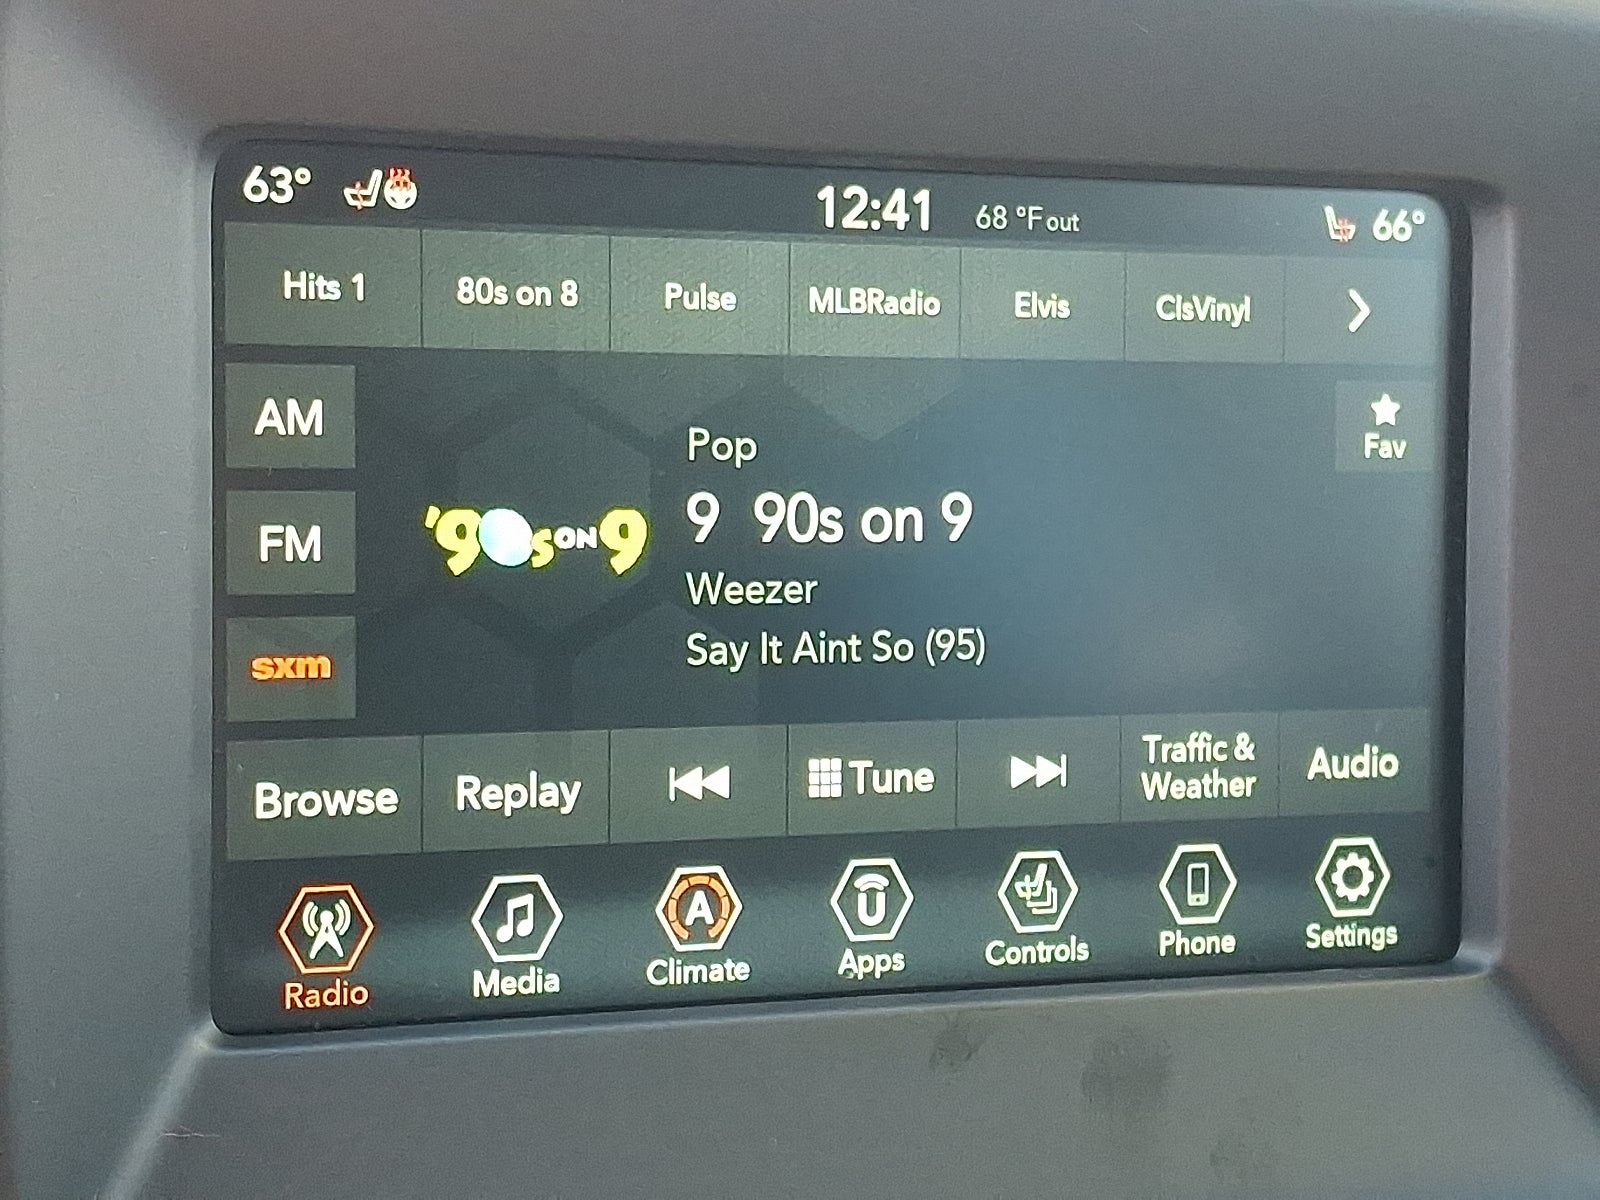 63° 12:41 68 °F out 66°
Hits 1 80s on 8 Pulse MLBRadio Elvis ClsVinyl
AM
Fav
Pop
FM
'90s ON 9
9 90s on 9
Weezer
Say It Aint So (95)
sxm
Browse Replay Tune Traffic & Weather Audio
A U
Radio Media Climate Apps Controls Phone Settings